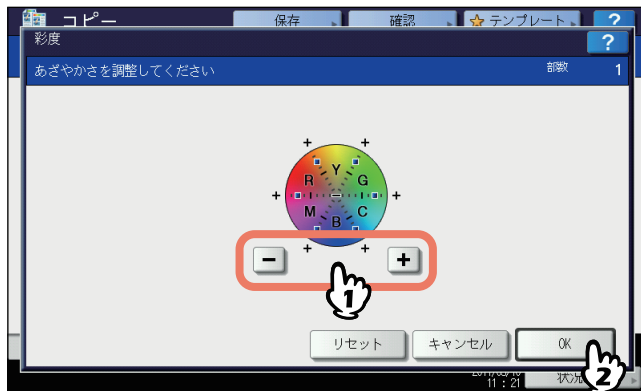 コピー
保存
確認
テンプレート
?
彩度
?
あざやかさを調整してください
部数 1
+ +
Y
R G
+ +
M C
B
+ +
- +
1
リセット
キャンセル
OK
2
11:21